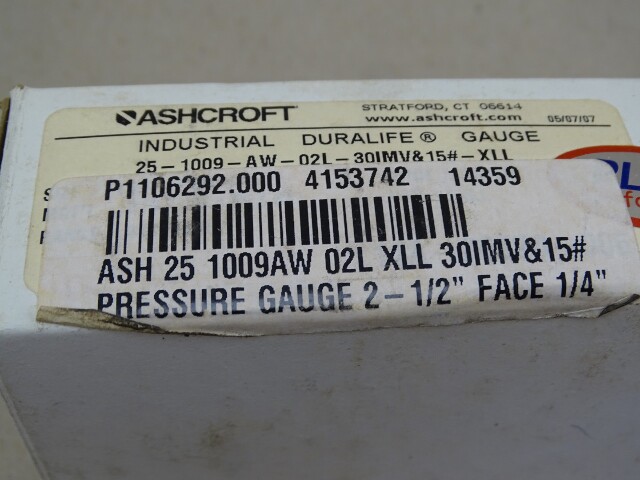 ASHCROFT®
STRATFORD, CT 06614
www.ashcroft.com 05/07/07
INDUSTRIAL DURALIFE® GAUGE
25-1009-AW-02L-30IMV&15#-XLL
P1106292.000 4153742 14359
ASH 25 1009AW 02L XLL 30IMV&15#
PRESSURE GAUGE 2-1/2" FACE 1/4"